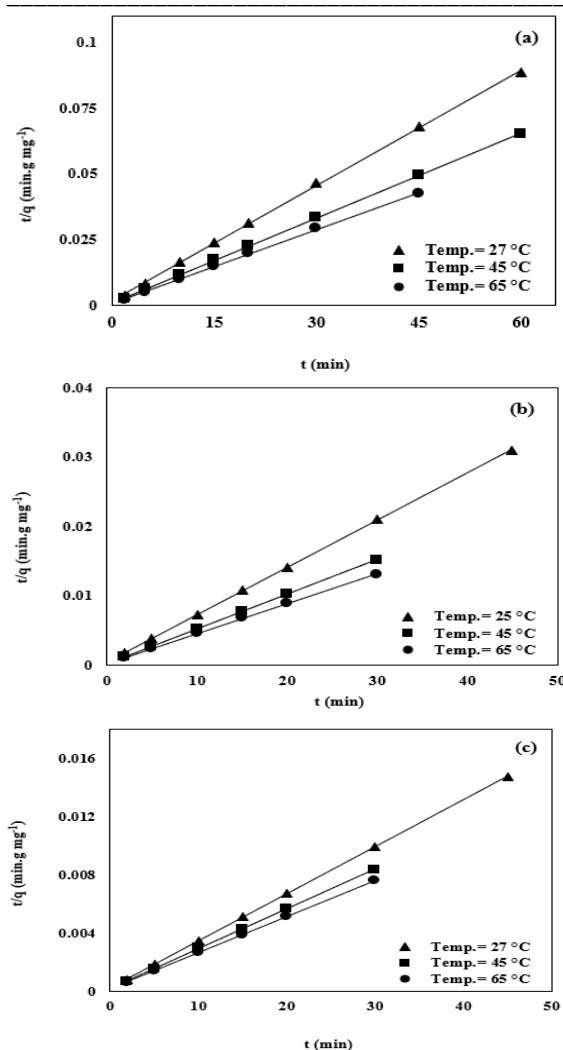 (a)
0.1
0.075
0.05
0.025
0
t/q (min.g mg-1)
0 15 30 45 60
t (min)
Temp.= 27 °C
Temp.= 45 °C
Temp.= 65 °C
(b)
0.04
0.03
0.02
0.01
0
t/q (min.g mg-1)
0 10 20 30 40 50
t (min)
Temp.= 25 °C
Temp.= 45 °C
Temp.= 65 °C
(c)
0.016
0.012
0.008
0.004
0
t/q (min.g mg-1)
0 10 20 30 40 50
t (min)
Temp.= 27 °C
Temp.= 45 °C
Temp.= 65 °C